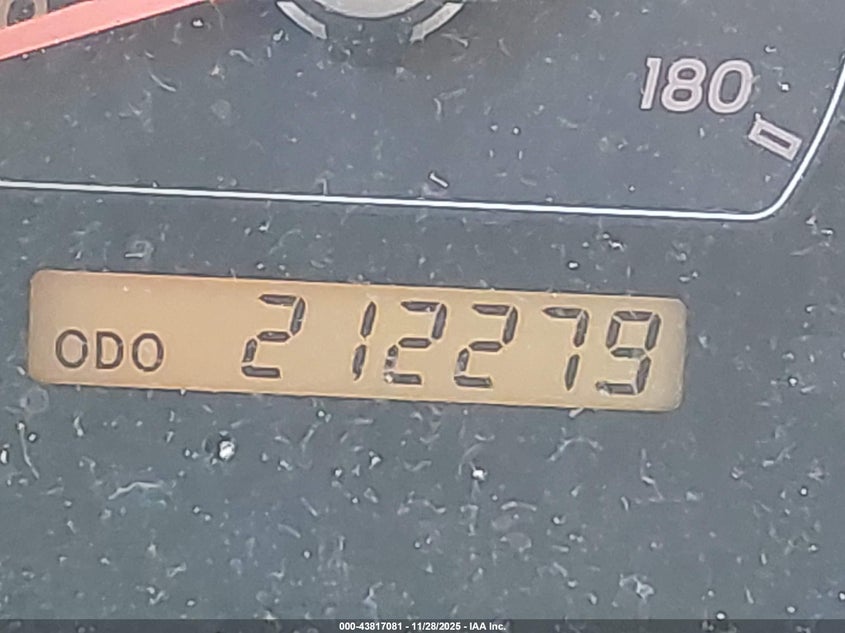 180
ODO 212279
000-43817081 - 11/28/2025 - IAA Inc.